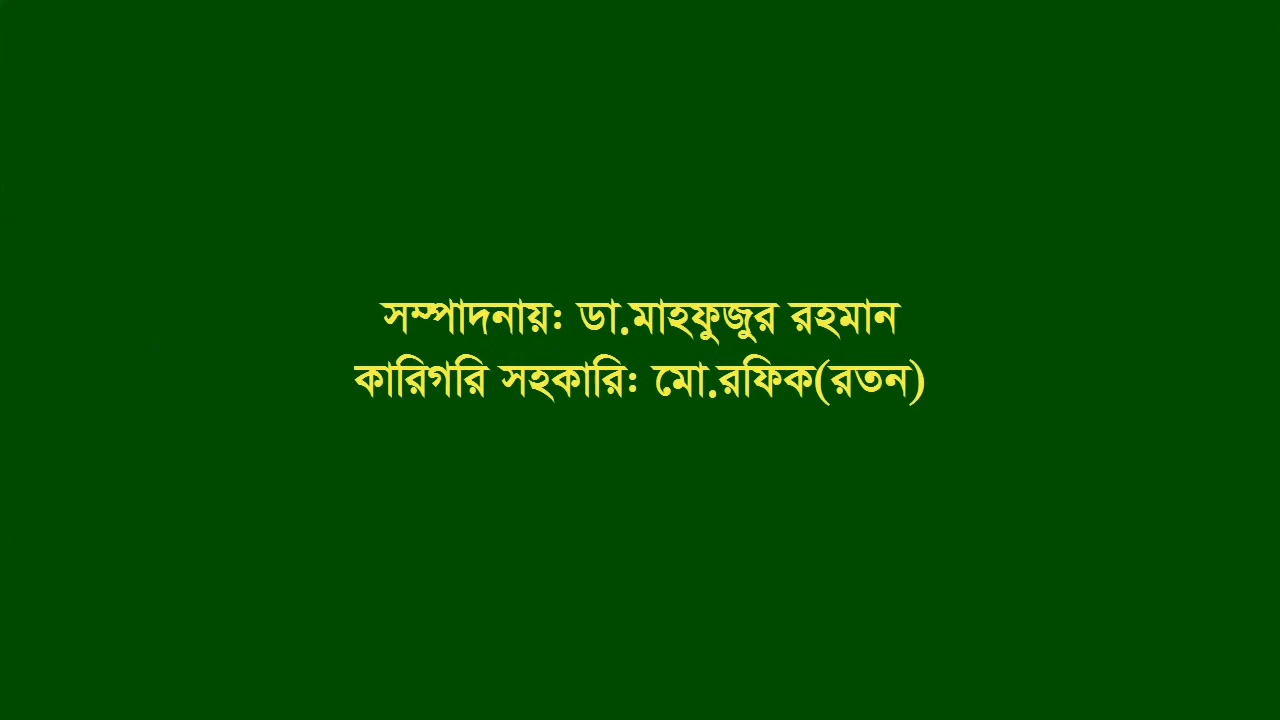 সম্পাদনায়ঃ ডা.মাহফুজুর রহমান
কারিগরি সহকারিঃ মো.রফিক(রতন)